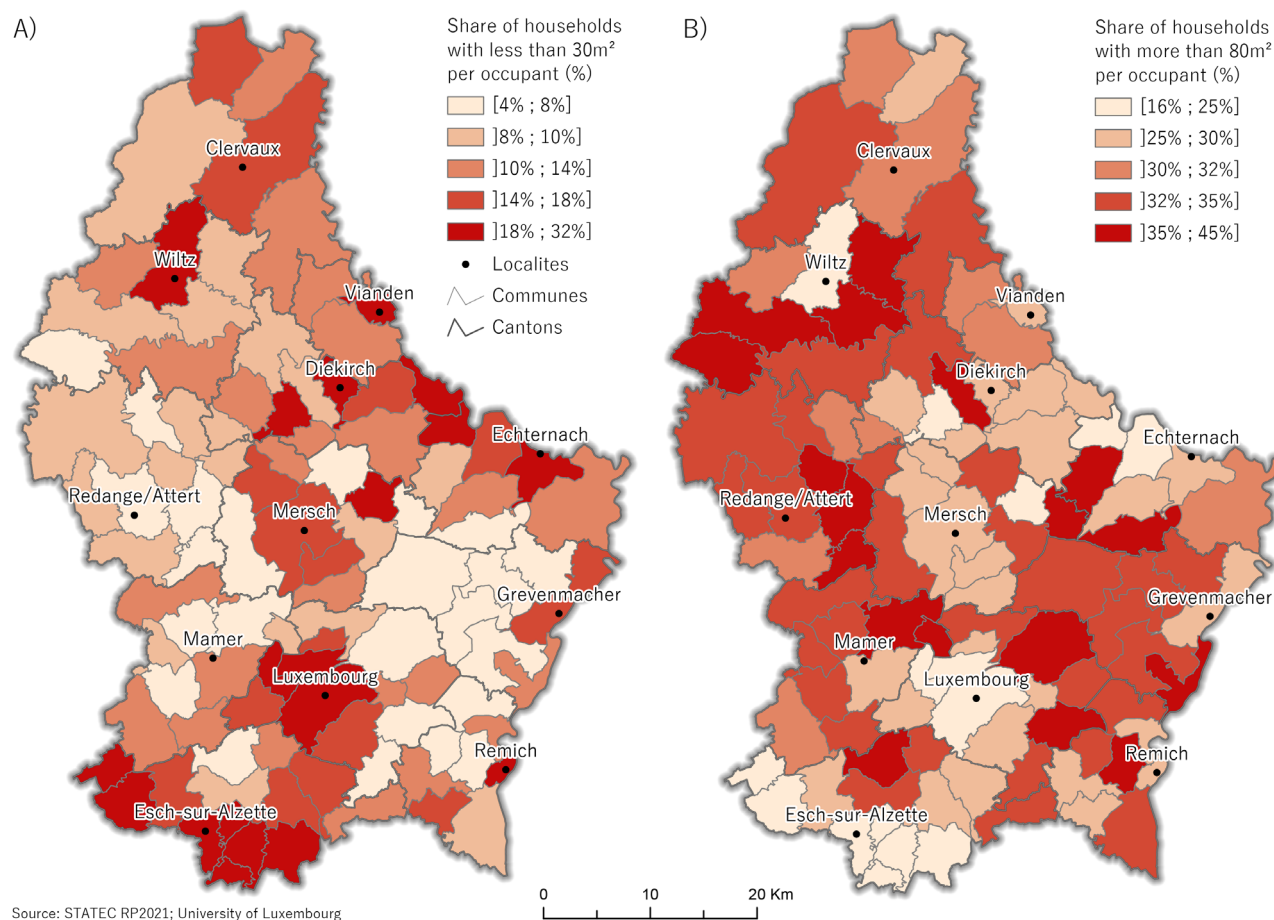 A)
Share of households
with less than 30m²
per occupant (%)
[4% ; 8%]
]8% ; 10%]
]10% ; 14%]
]14% ; 18%]
]18% ; 32%]
Localites
Communes
Cantons
Clervaux
Wiltz
Vianden
Diekirch
Echternach
Redange/Attert
Mersch
Grevenmacher
Mamer
Luxembourg
Remich
Esch-sur-Alzette
B)
Share of households
with more than 80m²
per occupant (%)
[16% ; 25%]
]25% ; 30%]
]30% ; 32%]
]32% ; 35%]
]35% ; 45%]
Clervaux
Wiltz
Vianden
Diekirch
Echternach
Redange/Attert
Mersch
Grevenmacher
Mamer
Luxembourg
Remich
Esch-sur-Alzette
0 10 20 Km
Source: STATEC RP2021; University of Luxembourg